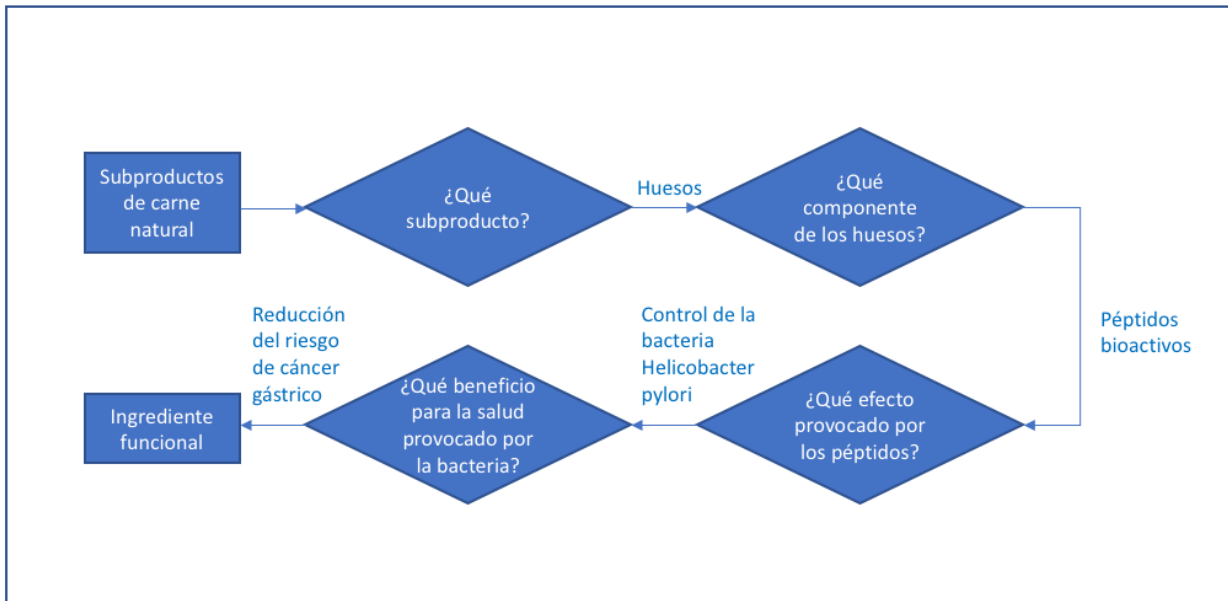 Subproductos
de carne
natural
¿Qué
subproducto?
Huesos
¿Qué
componente
de los huesos?
Péptidos
bioactivos
¿Qué efecto
provocado por
los péptidos?
Control de la
bacteria
Helicobacter
pylori
¿Qué beneficio
para la salud
provocado por
la bacteria?
Reducción
del riesgo
de cáncer
gástrico
Ingrediente
funcional